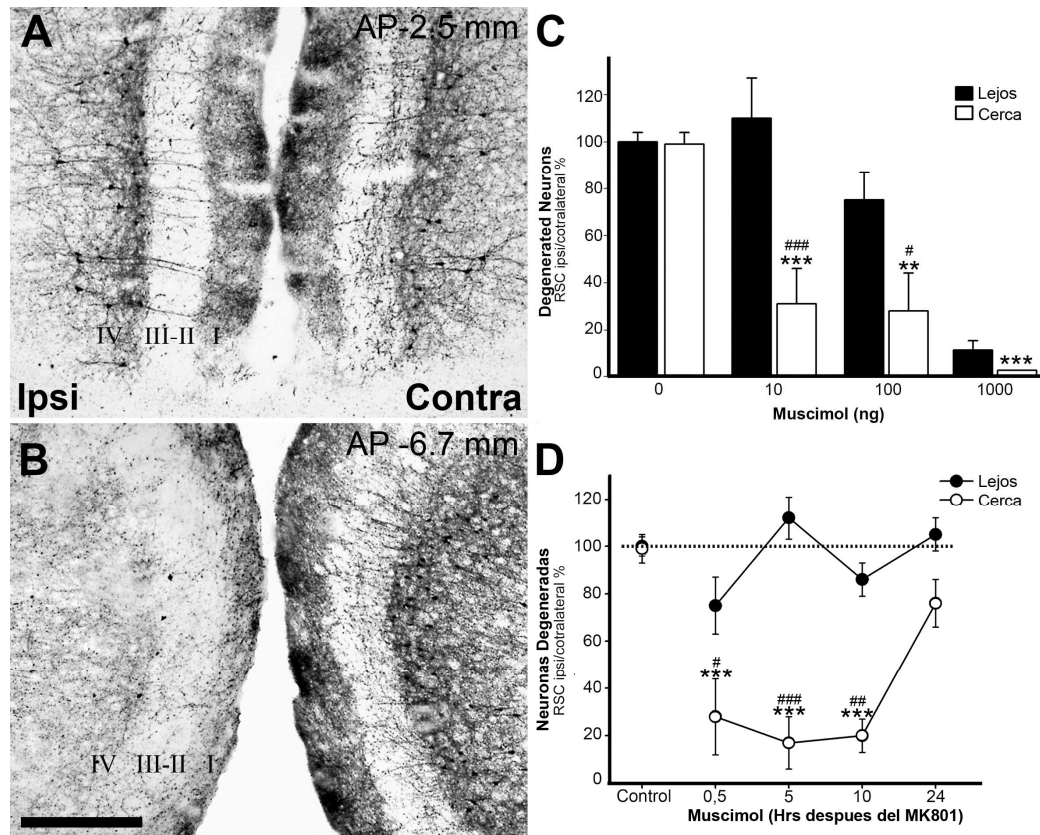 A
AP-2.5 mm
IV III-II I
Ipsi
Contra
B
AP -6.7 mm
IV III-II I
C
Lejos
Cerca
Degenerated Neurons
RSC ipsi/cotralateral %
120
100
80
60
40
20
0
###
***
#
**
***
0 10 100 1000
Muscimol (ng)
D
Lejos
Cerca
Neuronas Degeneradas
RSC ipsi/cotralateral %
120
100
80
60
40
20
0
#
***
###
***
##
***
Control 0,5 5 10 24
Muscimol (Hrs despues del MK801)